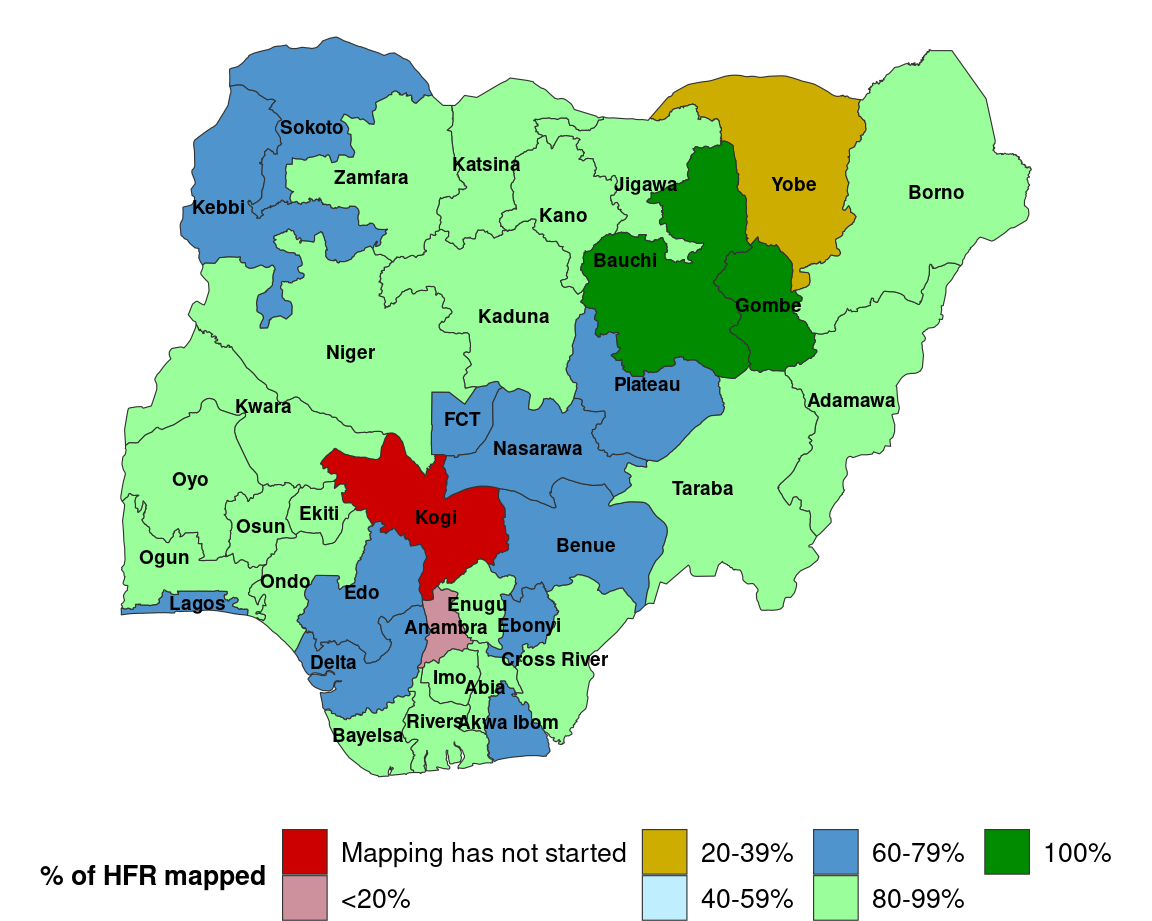 Sokoto
Katsina
Zamfara
Jigawa
Yobe
Borno
Kebbi
Kano
Bauchi
Gombe
Kaduna
Niger
Plateau
Adamawa
Kwara
FCT
Nasarawa
Oyo
Taraba
Kogi
Ekiti
Osun
Benue
Ogun
Ondo
Edo
Lagos
Enugu
Anambra
Ebonyi
Delta
Cross River
Imo
Abia
Rivers
Akwa Ibom
Bayelsa
% of HFR mapped
Mapping has not started
<20%
20-39%
40-59%
60-79%
80-99%
100%